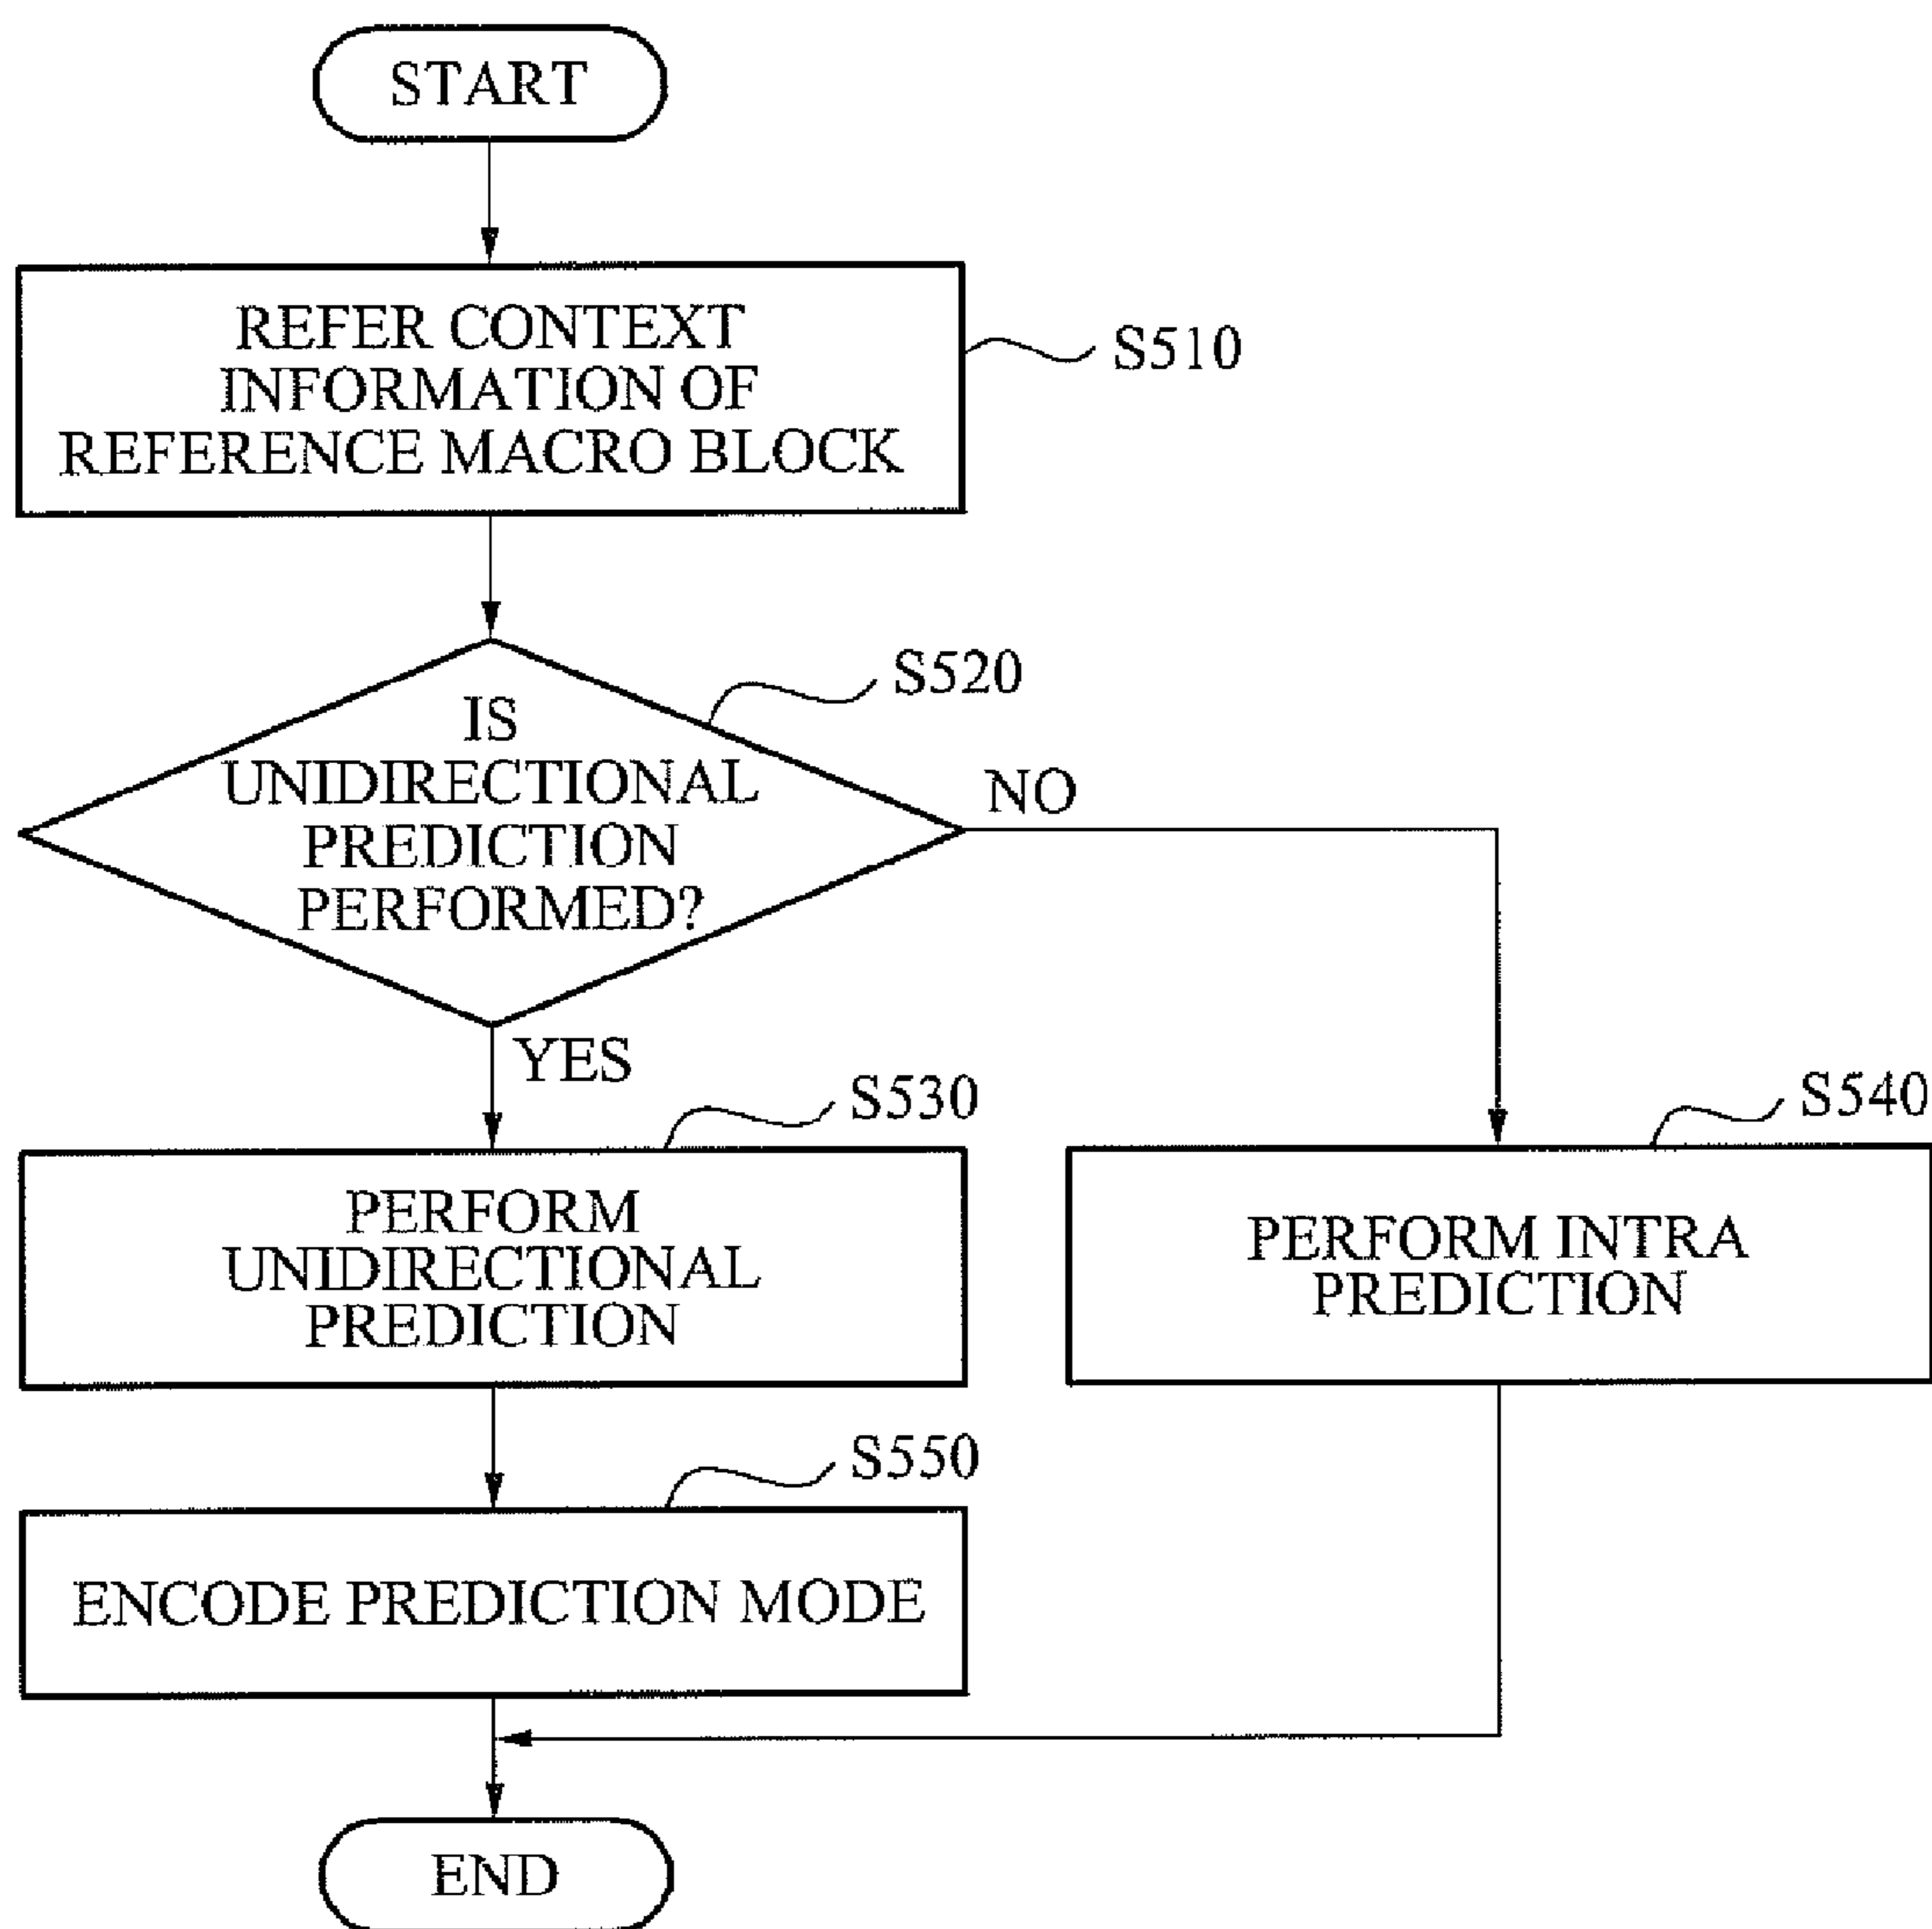 START
REFER CONTEXT
INFORMATION OF
REFERENCE MACRO BLOCK
S510
S520
IS
UNIDIRECTIONAL
PREDICTION
PERFORMED?
NO
YES
S530
PERFORM
UNIDIRECTIONAL
PREDICTION
S540
PERFORM INTRA
PREDICTION
S550
ENCODE PREDICTION MODE
END